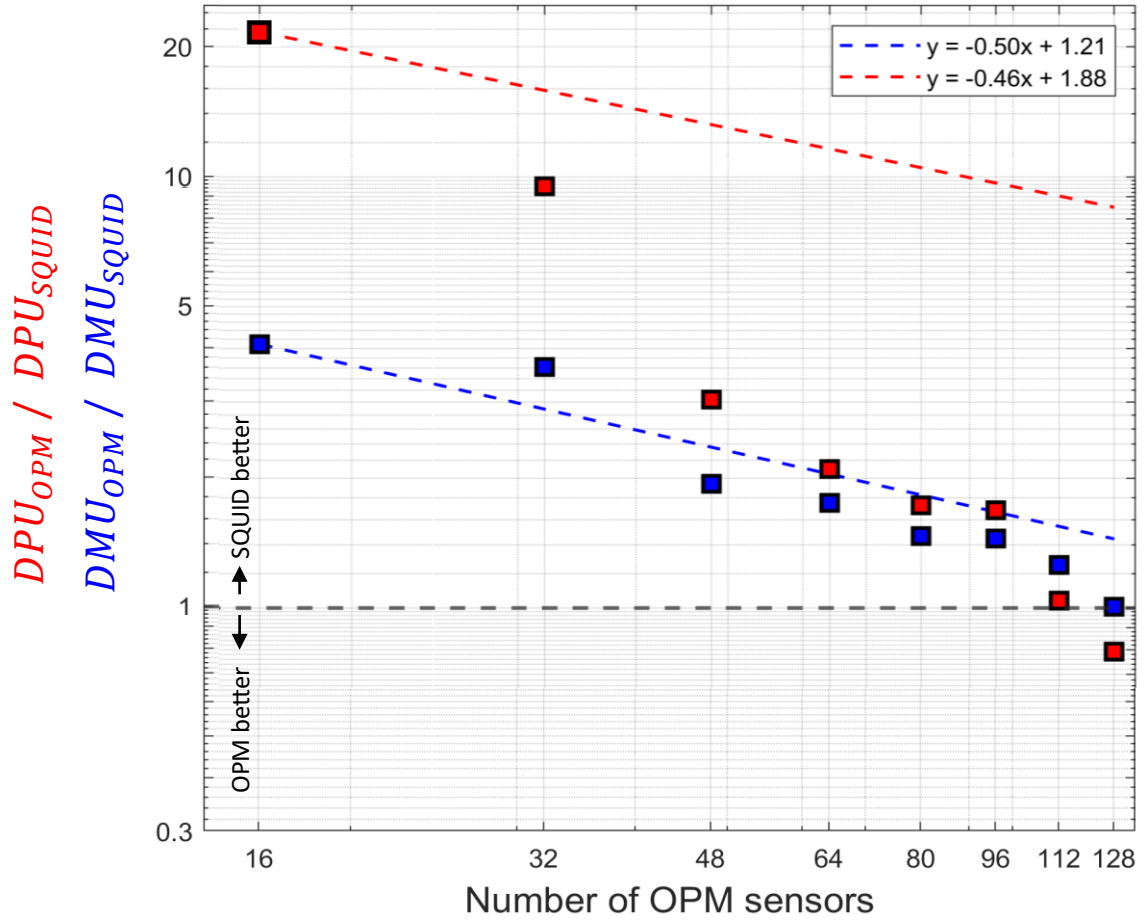 DPU_OPM / DPU_SQUID
DMU_OPM / DMU_SQUID
20
10
5
1
0.3
SQUID better
OPM better
y = -0.50x + 1.21
y = -0.46x + 1.88
16 32 48 64 80 96 112 128
Number of OPM sensors